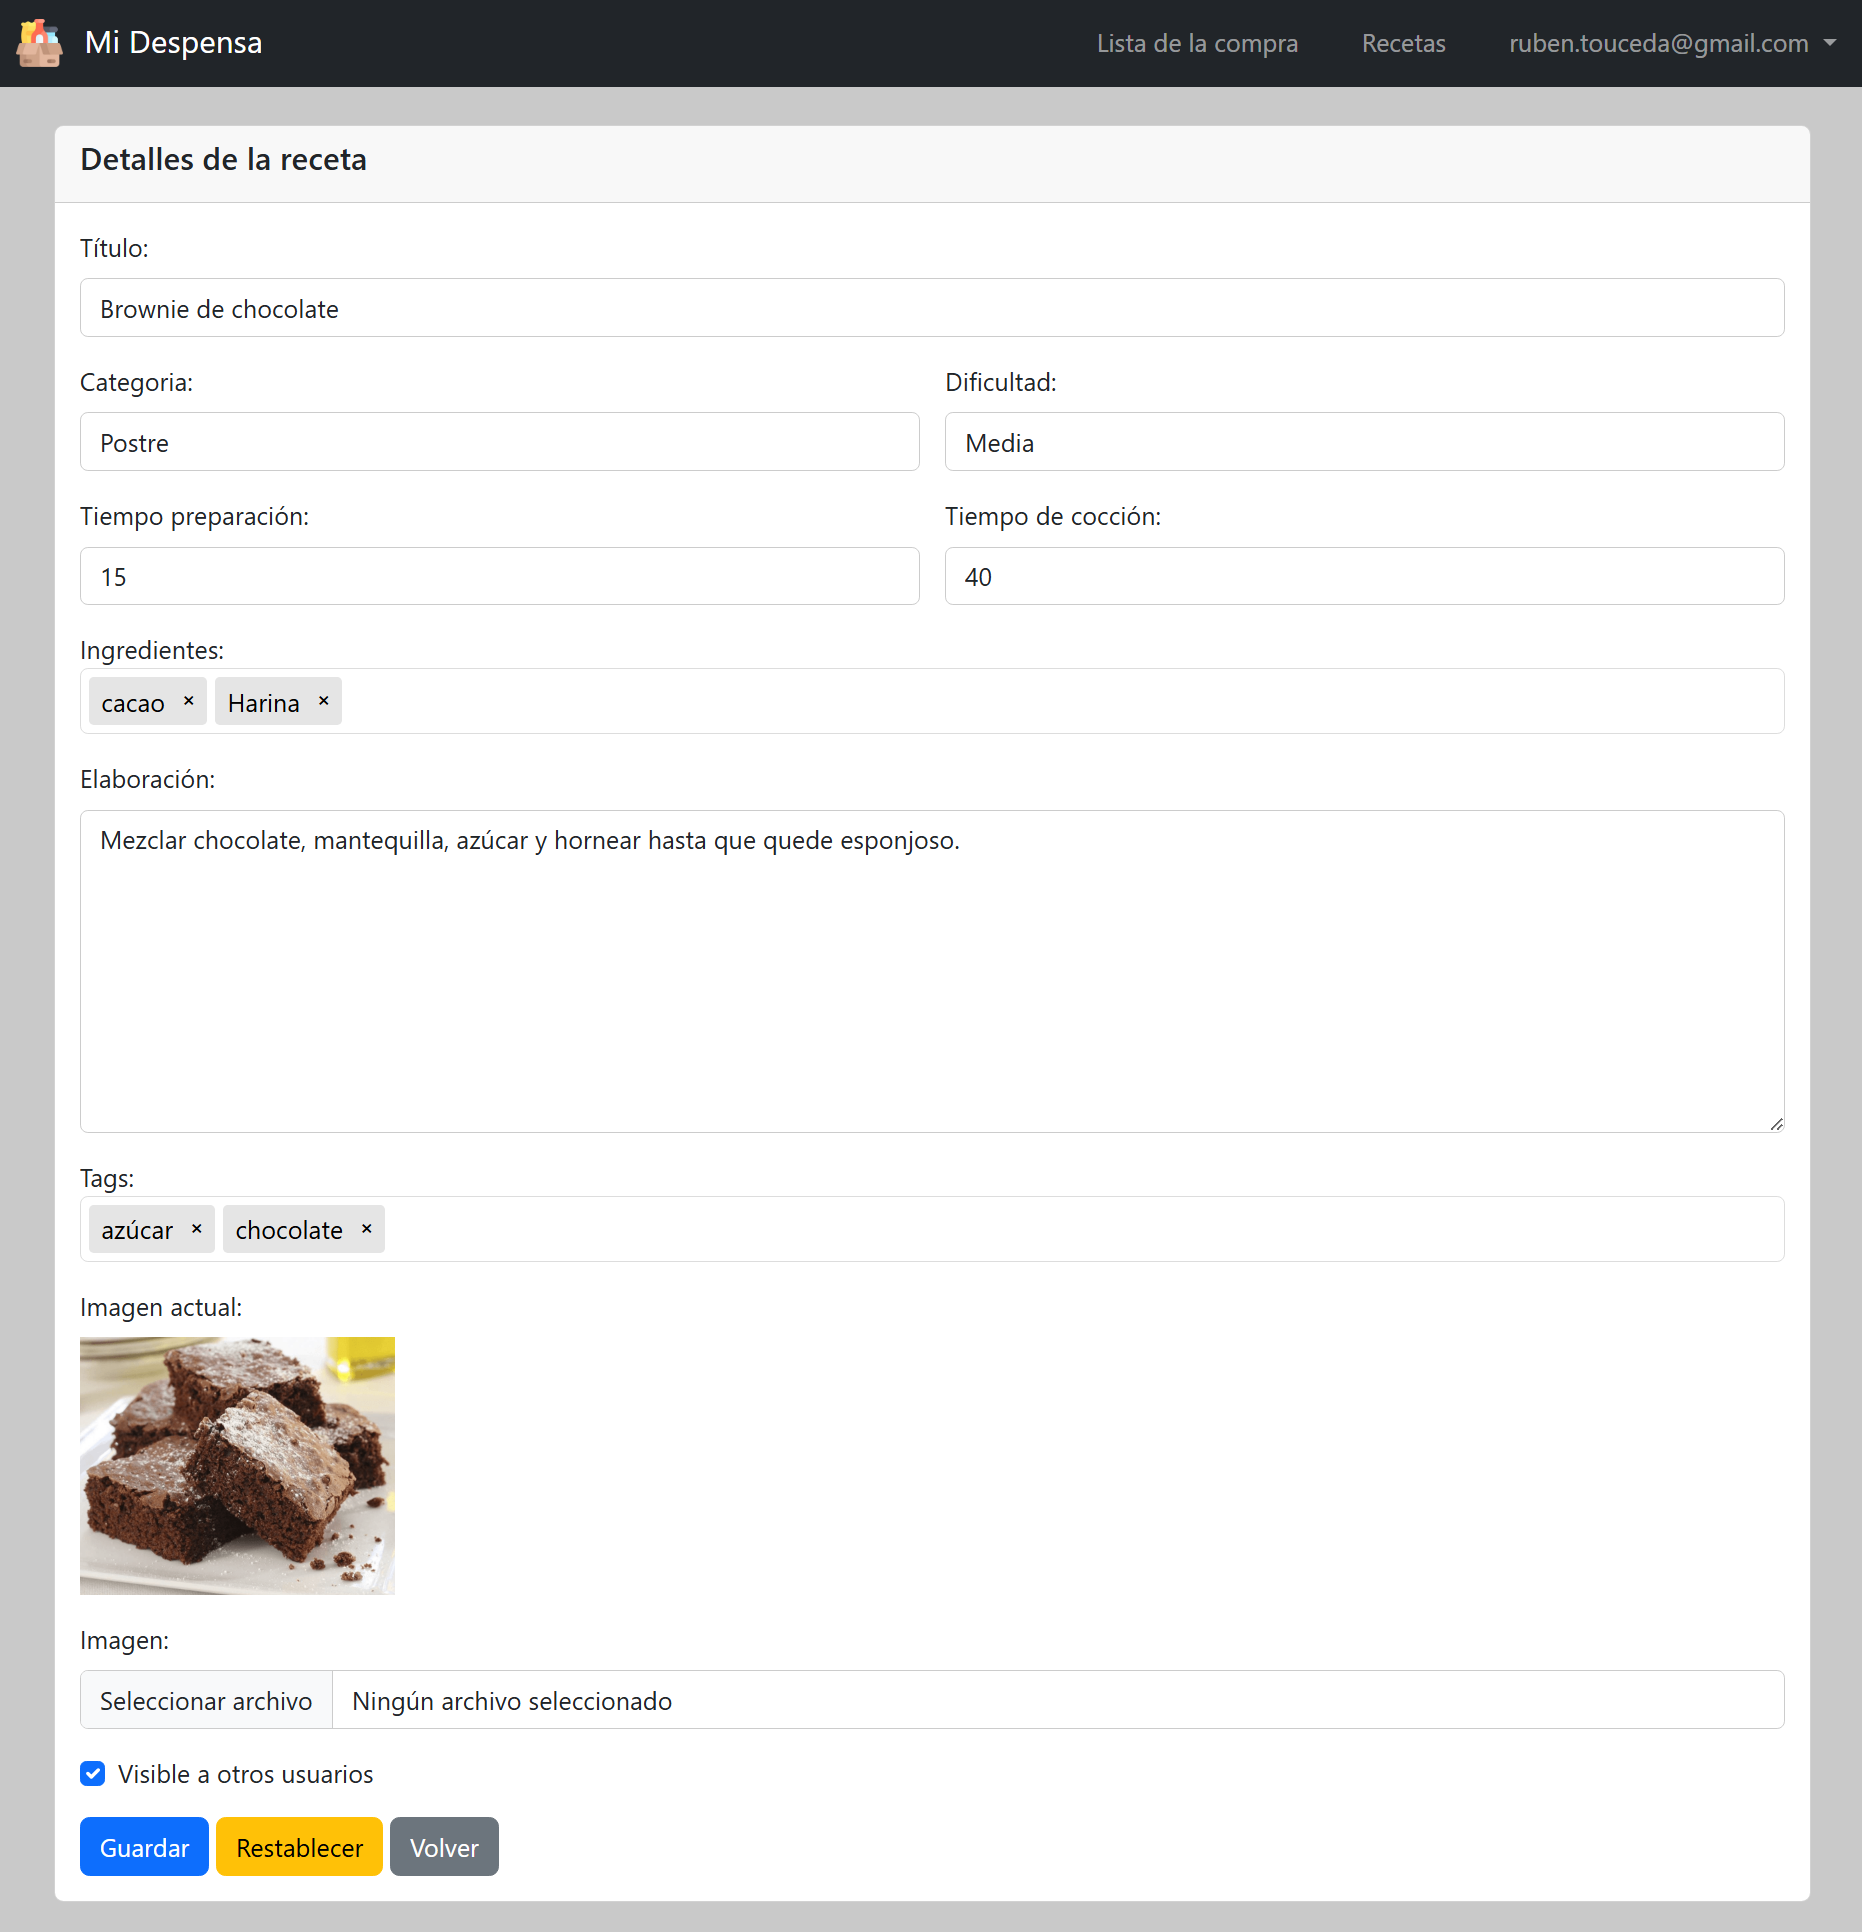 Mi Despensa
Lista de la compra
Recetas
ruben.touceda@gmail.com
Detalles de la receta
Título:
Brownie de chocolate
Categoria:
Dificultad:
Postre
Media
Tiempo preparación:
Tiempo de cocción:
15
40
Ingredientes:
cacao ×
Harina ×
Elaboración:
Mezclar chocolate, mantequilla, azúcar y hornear hasta que quede esponjoso.
Tags:
azúcar ×
chocolate ×
Imagen actual:
Imagen:
Seleccionar archivo
Ningún archivo seleccionado
Visible a otros usuarios
Guardar
Restablecer
Volver